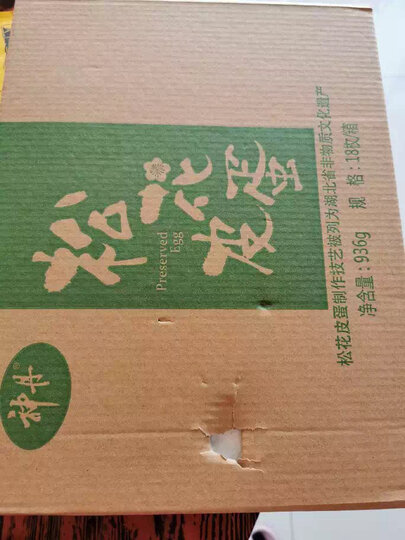 神丹®
松花
皮蛋
Preserved
Egg
松花皮蛋制作技艺被列为湖北省非物质文化遗产
净含量:936g 规 格:18枚/箱